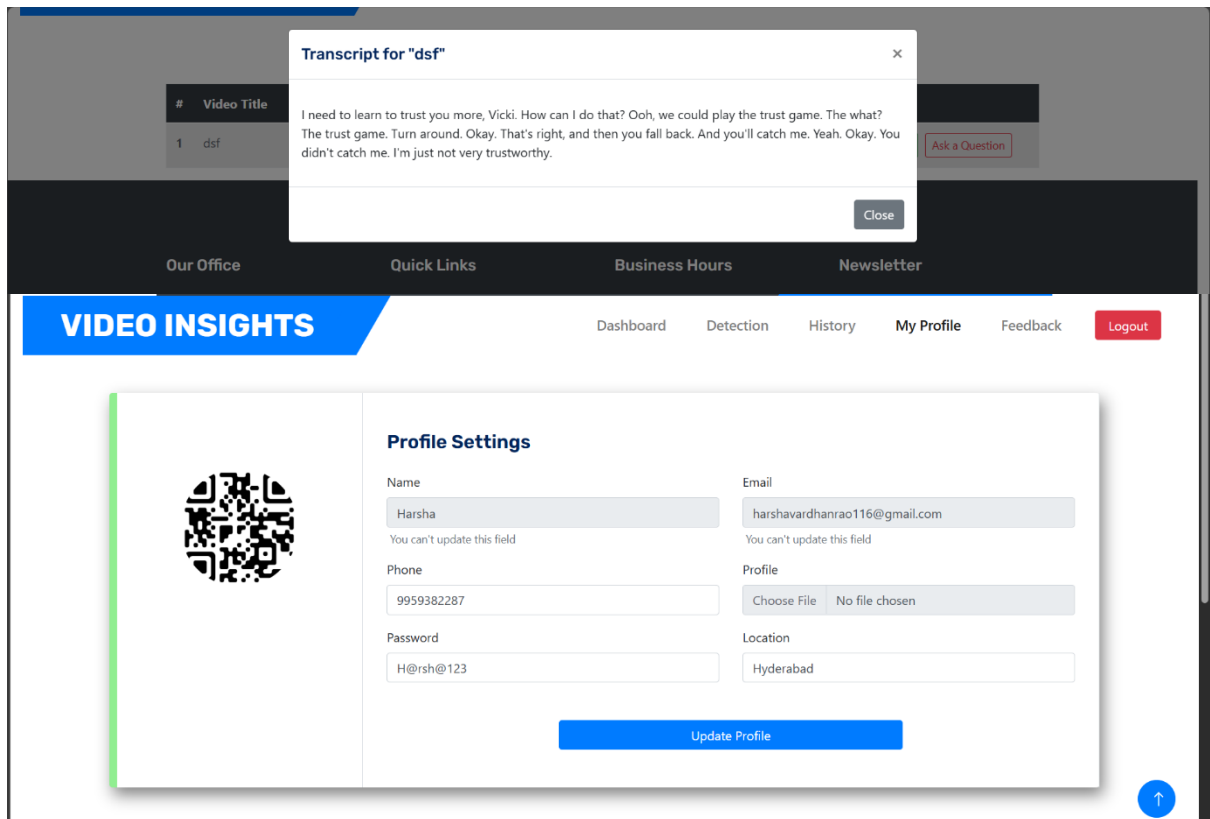 Transcript for "dsf"
×
# Video Title
I need to learn to trust you more, Vicki. How can I do that? Ooh, we could play the trust game. The what?
The trust game. Turn around. Okay. That's right, and then you fall back. And you'll catch me. Yeah. Okay. You
didn't catch me. I'm just not very trustworthy.
1 dsf
Ask a Question
Close
Our Office Quick Links Business Hours Newsletter
VIDEO INSIGHTS
Dashboard Detection History My Profile Feedback Logout
Profile Settings
Name Email
Harsha harshavardhanrao116@gmail.com
You can't update this field You can't update this field
Phone Profile
9959382287 Choose File No file chosen
Password Location
H@rsh@123 Hyderabad
Update Profile